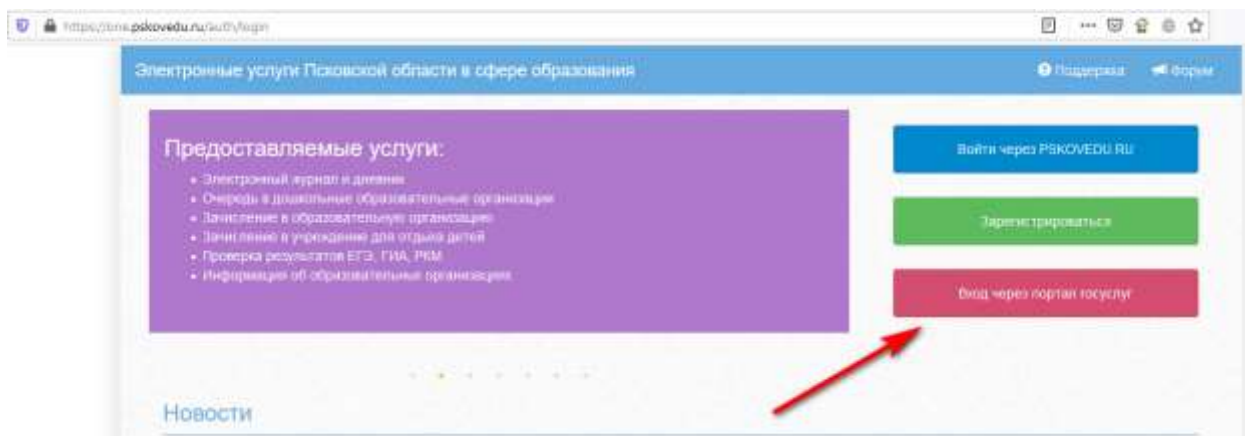 https://one.pskovedu.ru/auth/login
Электронные услуги Псковской области в сфере образования
Поддержка
Форум
Предоставляемые услуги:
Электронный журнал и дневник
Очередь в дошкольные образовательные организации
Зачисление в образовательную организацию
Зачисление в учреждение для отдыха детей
Проверка результатов ЕГЭ, ГИА, РКМ
Информация об образовательных организациях
Войти через PSKOVEDU.RU
Зарегистрироваться
Вход через портал госуслуг
Новости